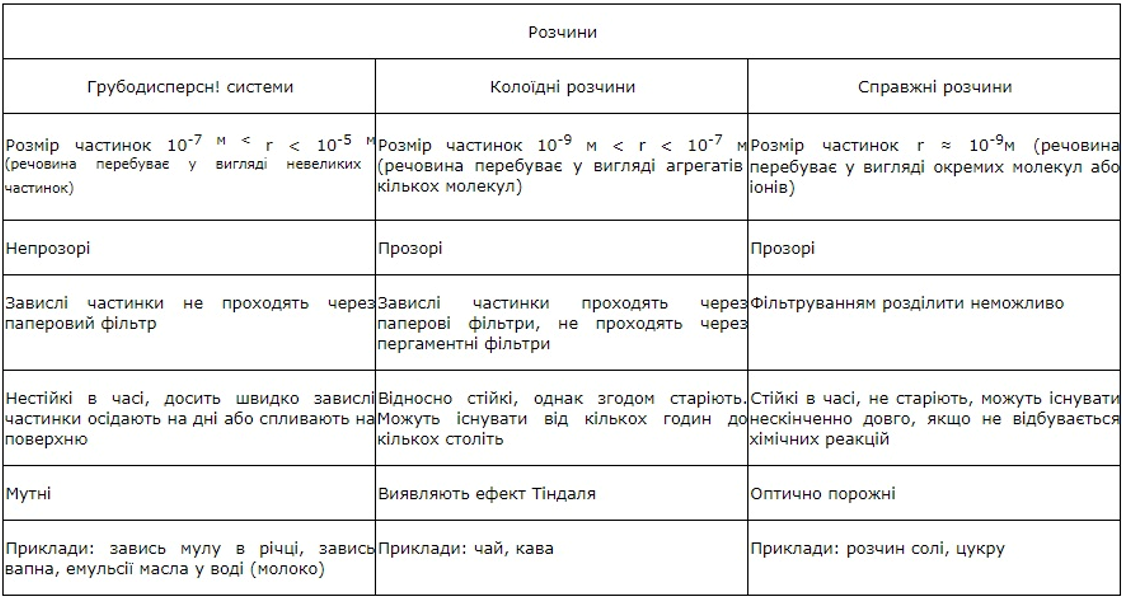 Розчини
Грубодисперсн! системи
Колоїдні розчини
Справжні розчини
Розмір частинок 10⁻⁷ м < r < 10⁻⁵ м
(речовина перебуває у вигляді невеликих
частинок)
Розмір частинок 10⁻⁹ м < r < 10⁻⁷ м
(речовина перебуває у вигляді агрегатів
кількох молекул)
Розмір частинок r ≈ 10⁻⁹м (речовина
перебуває у вигляді окремих молекул або
іонів)
Непрозорі
Прозорі
Прозорі
Завислі частинки не проходять через
паперовий фільтр
Завислі частинки проходять через
паперові фільтри, не проходять через
пергаментні фільтри
Фільтруванням розділити неможливо
Нестійкі в часі, досить швидко завислі
частинки осідають на дні або спливають на
поверхню
Відносно стійкі, однак згодом старіють.
Можуть існувати від кількох годин до
кількох століть
Стійкі в часі, не старіють, можуть існувати
нескінченно довго, якщо не відбувається
хімічних реакцій
Мутні
Виявляють ефект Тіндаля
Оптично порожні
Приклади: завись мулу в річці, завись
вапна, емульсії масла у воді (молоко)
Приклади: чай, кава
Приклади: розчин солі, цукру